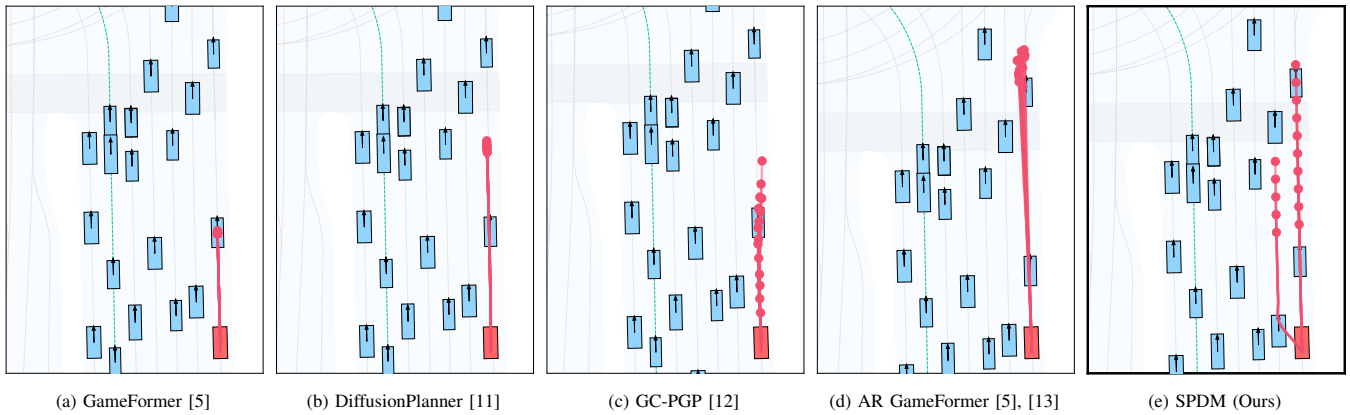 (a) GameFormer [5]
(b) DiffusionPlanner [11]
(c) GC-PGP [12]
(d) AR GameFormer [5], [13]
(e) SPDM (Ours)